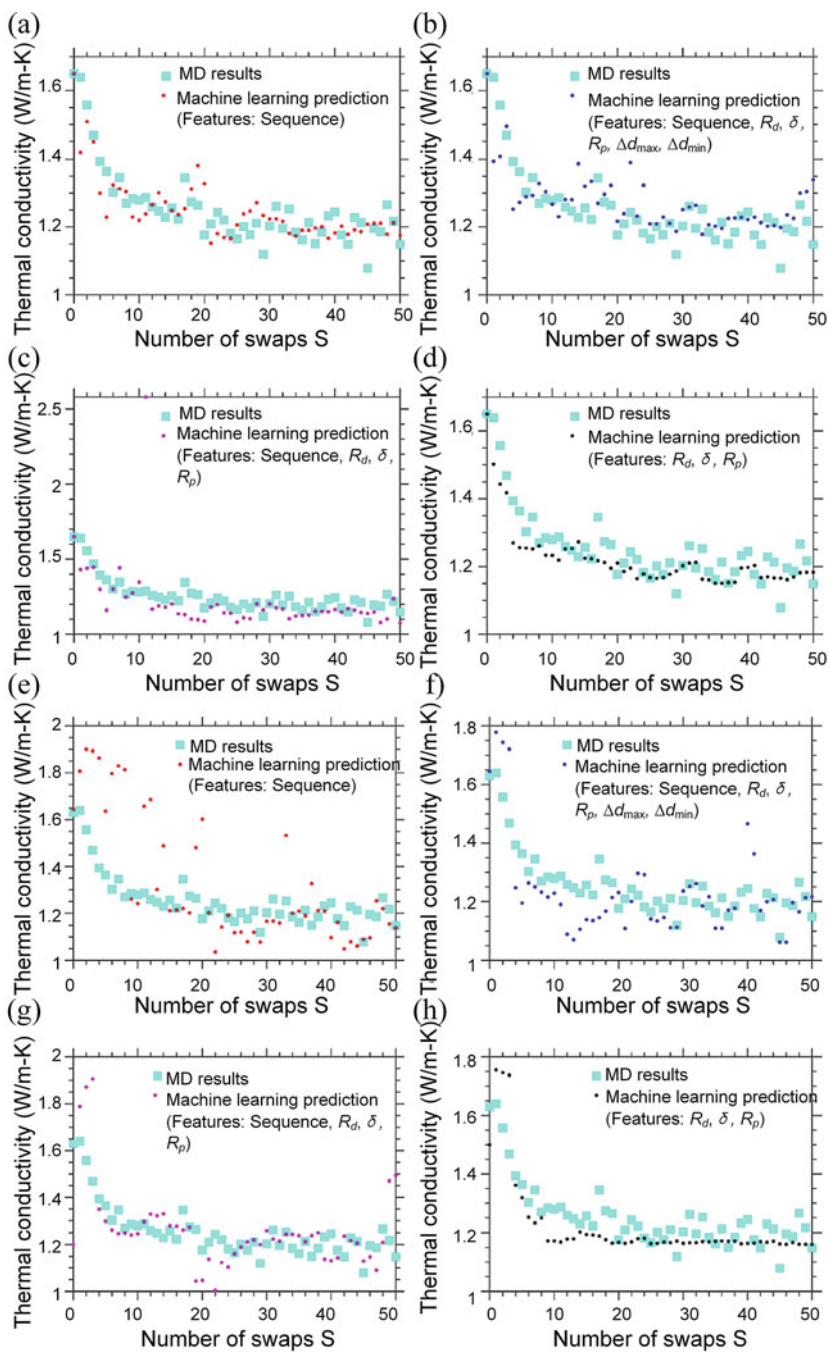 (a)
Thermal conductivity (W/m-K)
1.6
1.4
1.2
1
MD results
Machine learning prediction
(Features: Sequence)
0 10 20 30 40 50
Number of swaps S
(b)
Thermal conductivity (W/m-K)
1.6
1.4
1.2
1
MD results
Machine learning prediction
(Features: Sequence, Rd, δ,
Rp, Δdmax, Δdmin)
0 10 20 30 40 50
Number of swaps S
(c)
Thermal conductivity (W/m-K)
2.5
2
1.5
1
MD results
Machine learning prediction
(Features: Sequence, Rd, δ,
Rp)
0 10 20 30 40 50
Number of swaps S
(d)
Thermal conductivity (W/m-K)
1.6
1.4
1.2
1
MD results
Machine learning prediction
(Features: Rd, δ, Rp)
0 10 20 30 40 50
Number of swaps S
(e)
Thermal conductivity (W/m-K)
2
1.8
1.6
1.4
1.2
1
MD results
Machine learning prediction
(Features: Sequence)
0 10 20 30 40 50
Number of swaps S
(f)
Thermal conductivity (W/m-K)
1.8
1.6
1.4
1.2
1
MD results
Machine learning prediction
(Features: Sequence, Rd, δ,
Rp, Δdmax, Δdmin)
0 10 20 30 40 50
Number of swaps S
(g)
Thermal conductivity (W/m-K)
2
1.8
1.6
1.4
1.2
1
MD results
Machine learning prediction
(Features: Sequence, Rd, δ,
Rp)
0 10 20 30 40 50
Number of swaps S
(h)
Thermal conductivity (W/m-K)
1.8
1.6
1.4
1.2
1
MD results
Machine learning prediction
(Features: Rd, δ, Rp)
0 10 20 30 40 50
Number of swaps S